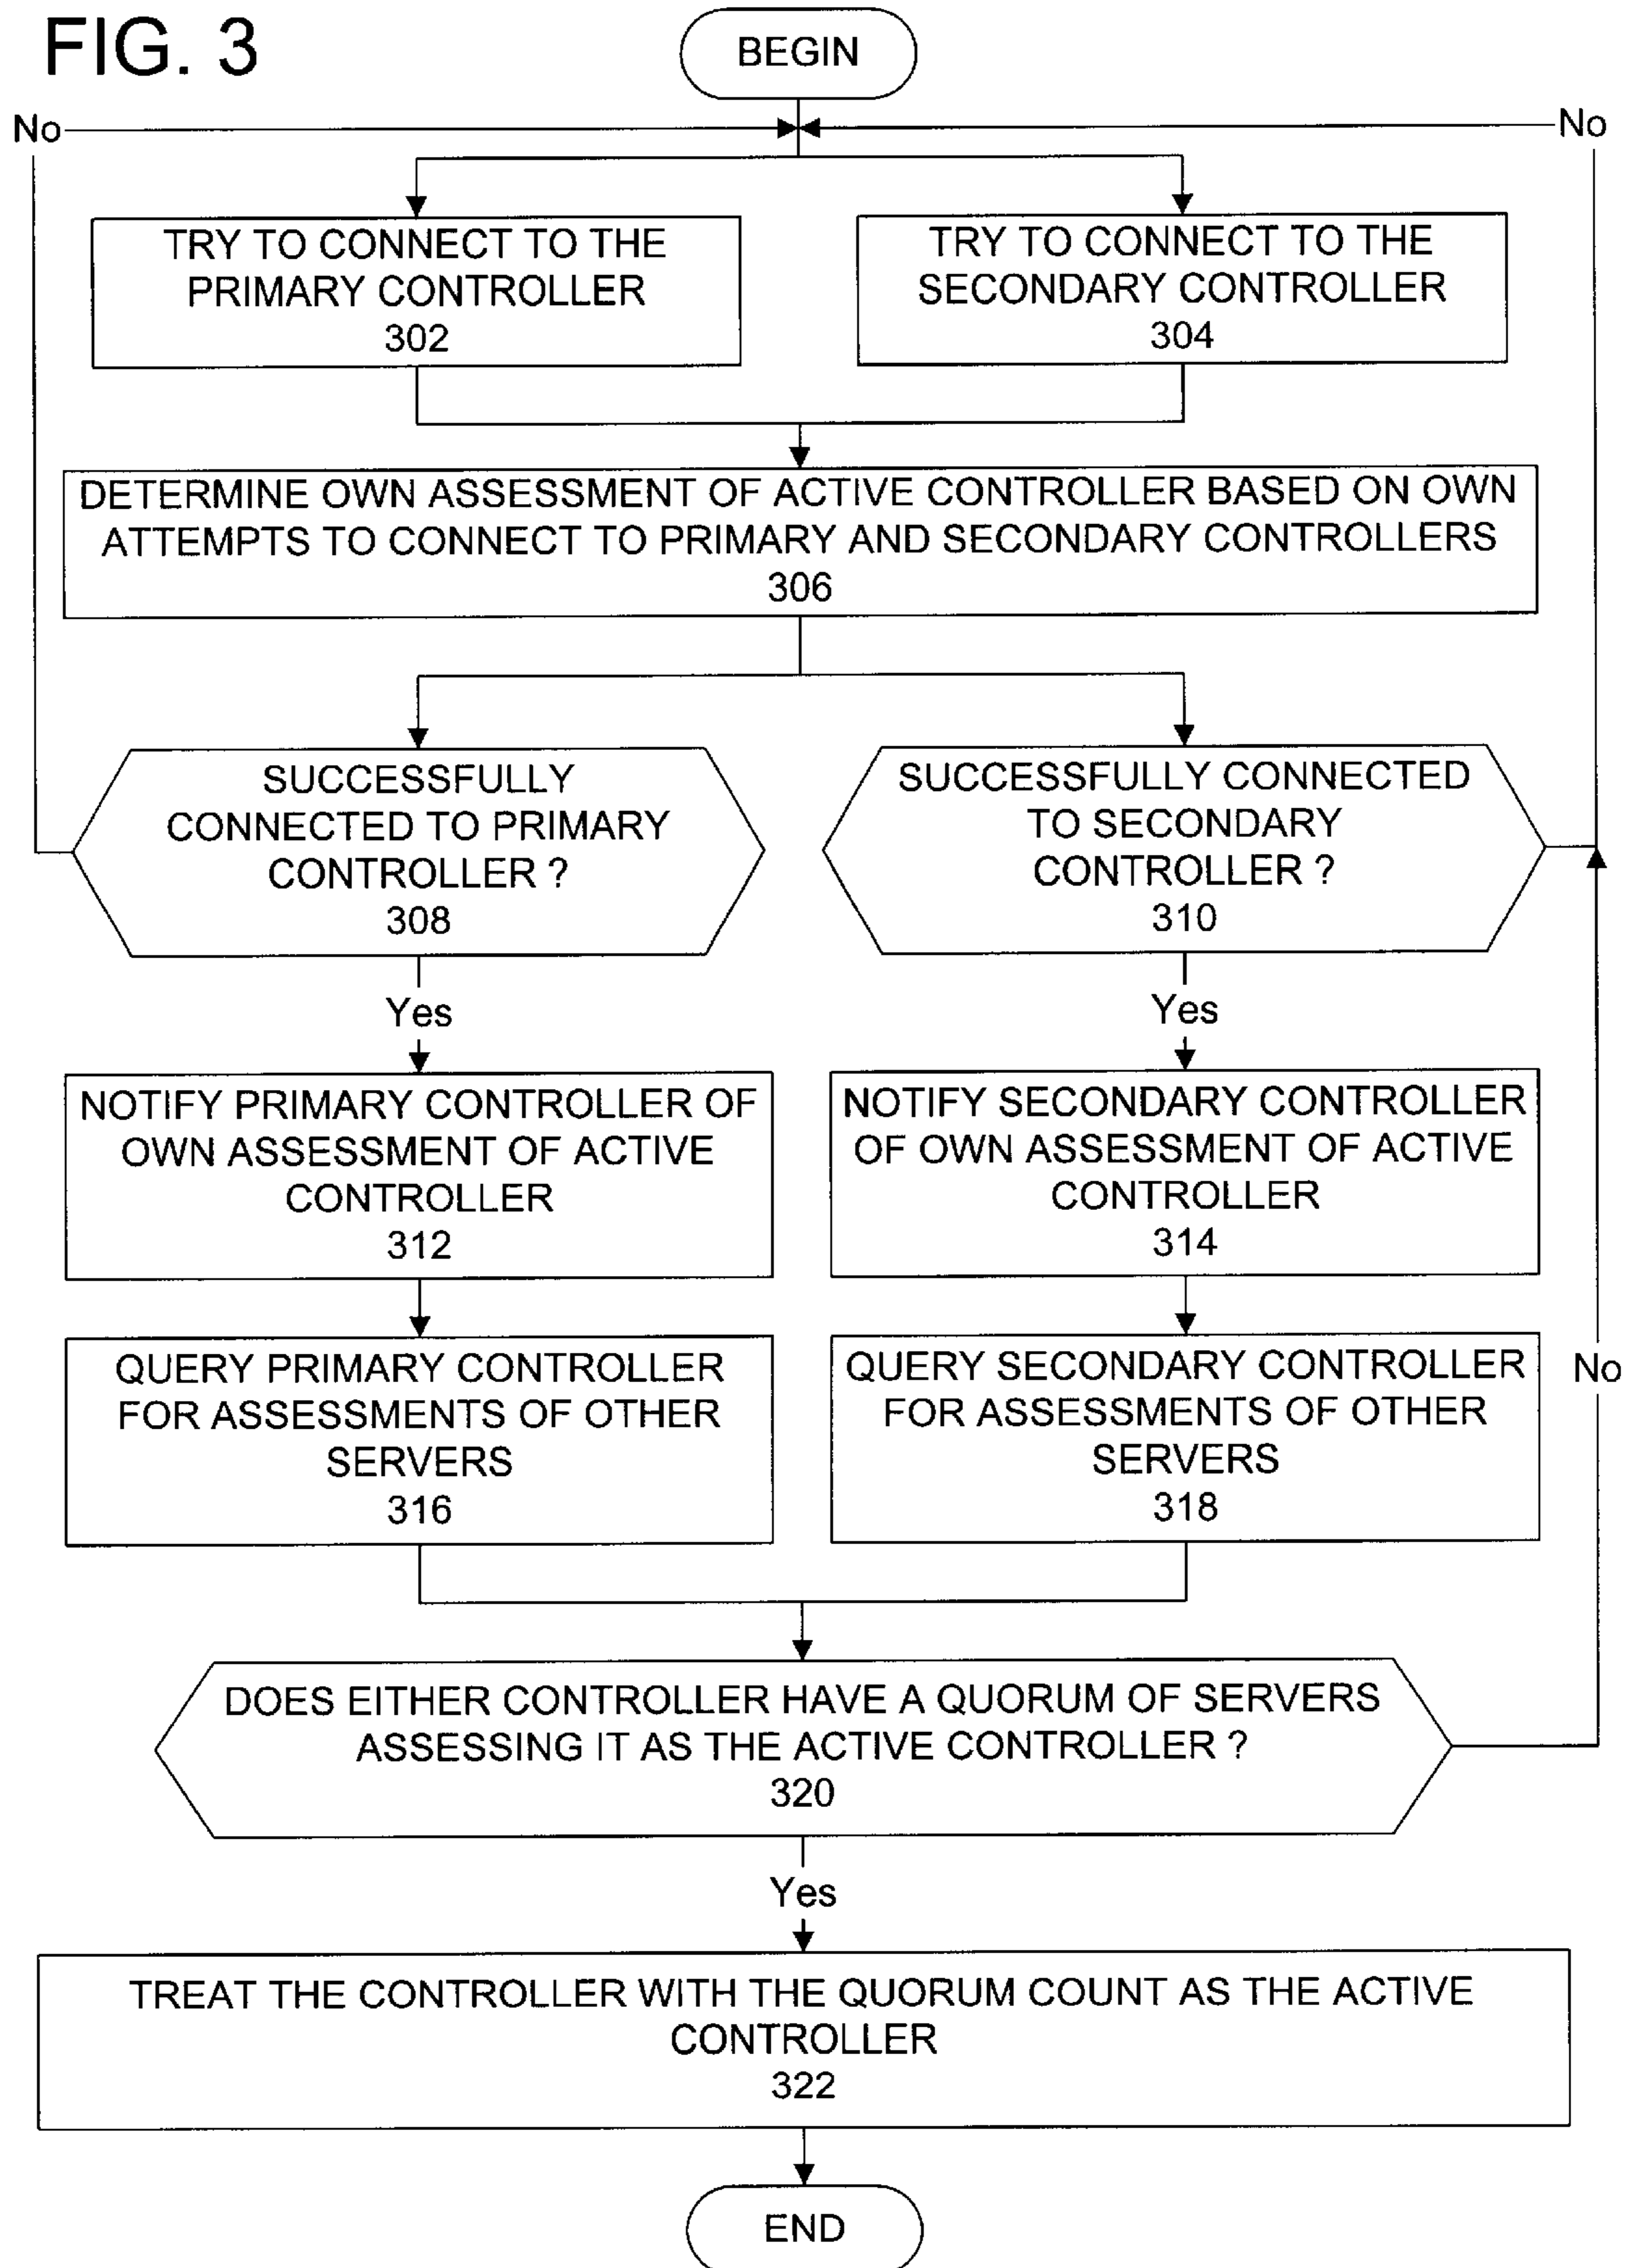 FIG. 3
BEGIN
No
No
TRY TO CONNECT TO THE
PRIMARY CONTROLLER
302
TRY TO CONNECT TO THE
SECONDARY CONTROLLER
304
DETERMINE OWN ASSESSMENT OF ACTIVE CONTROLLER BASED ON OWN
ATTEMPTS TO CONNECT TO PRIMARY AND SECONDARY CONTROLLERS
306
SUCCESSFULLY
CONNECTED TO PRIMARY
CONTROLLER ?
308
SUCCESSFULLY CONNECTED
TO SECONDARY
CONTROLLER ?
310
Yes
Yes
NOTIFY PRIMARY CONTROLLER OF
OWN ASSESSMENT OF ACTIVE
CONTROLLER
312
NOTIFY SECONDARY CONTROLLER
OF OWN ASSESSMENT OF ACTIVE
CONTROLLER
314
QUERY PRIMARY CONTROLLER
FOR ASSESSMENTS OF OTHER
SERVERS
316
QUERY SECONDARY CONTROLLER
FOR ASSESSMENTS OF OTHER
SERVERS
318
No
DOES EITHER CONTROLLER HAVE A QUORUM OF SERVERS
ASSESSING IT AS THE ACTIVE CONTROLLER ?
320
Yes
TREAT THE CONTROLLER WITH THE QUORUM COUNT AS THE ACTIVE
CONTROLLER
322
END